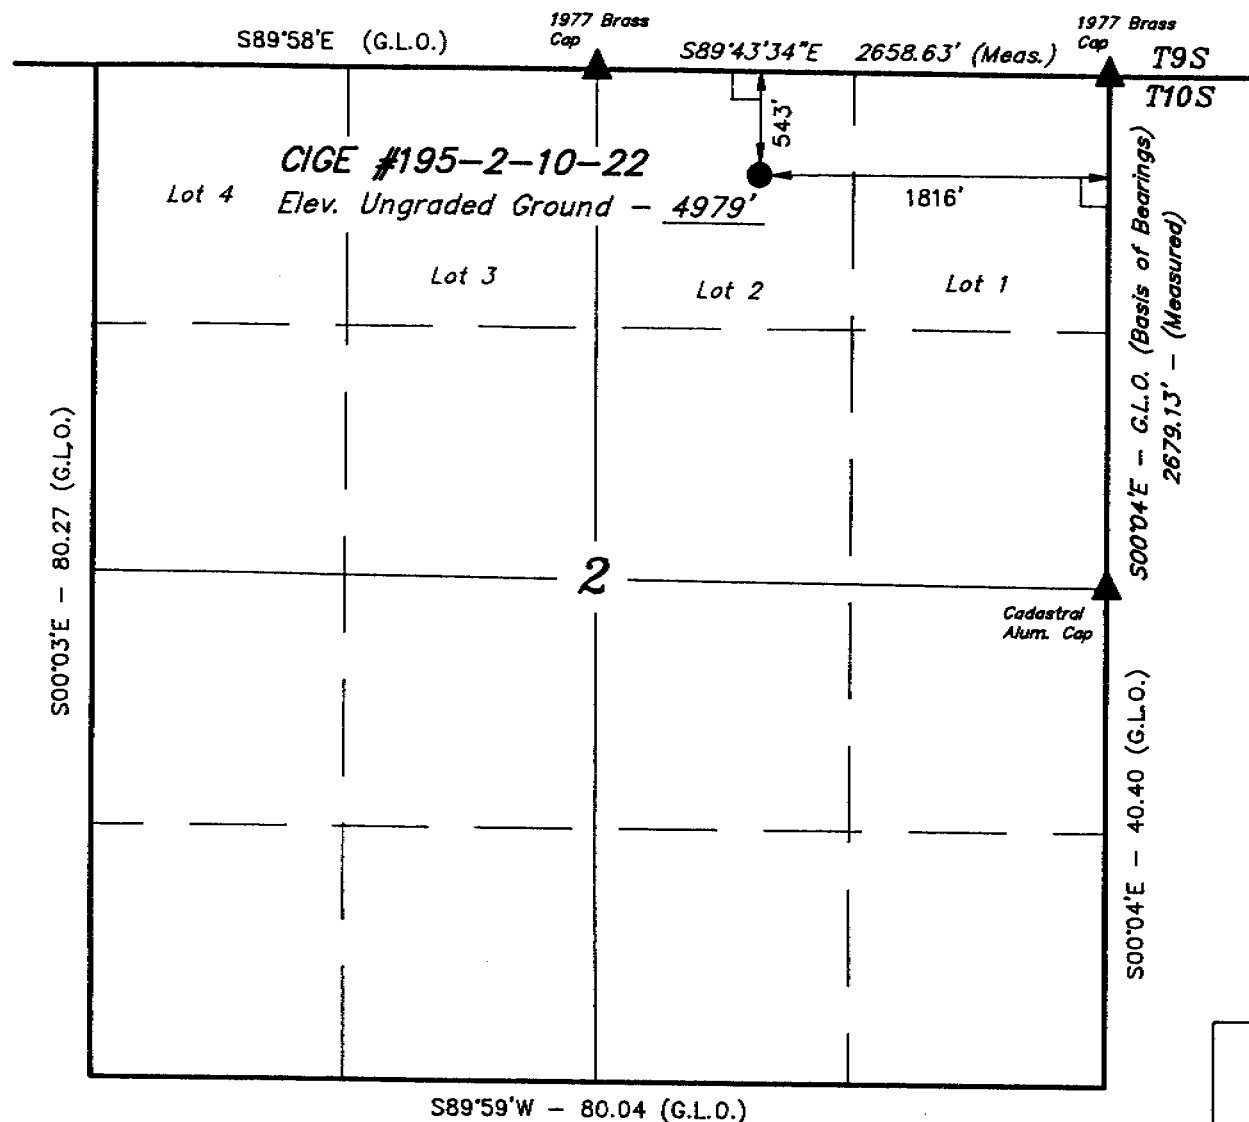 1977 Brass
Cap
1977 Brass
Cap
S89°58'E (G.L.O.)
S89°43'34"E 2658.63' (Meas.)
T9S
T10S
543'
CIGE #195-2-10-22
Lot 4
Elev. Ungraded Ground - 4979'
1816'
Lot 3
Lot 2
Lot 1
S00°04'E - G.L.O. (Basis of Bearings)
2679.13' - (Measured)
S00°03'E - 80.27 (G.L.O.)
2
Cadastral
Alum. Cap
S00°04'E - 40.40 (G.L.O.)
S89°59'W - 80.04 (G.L.O.)